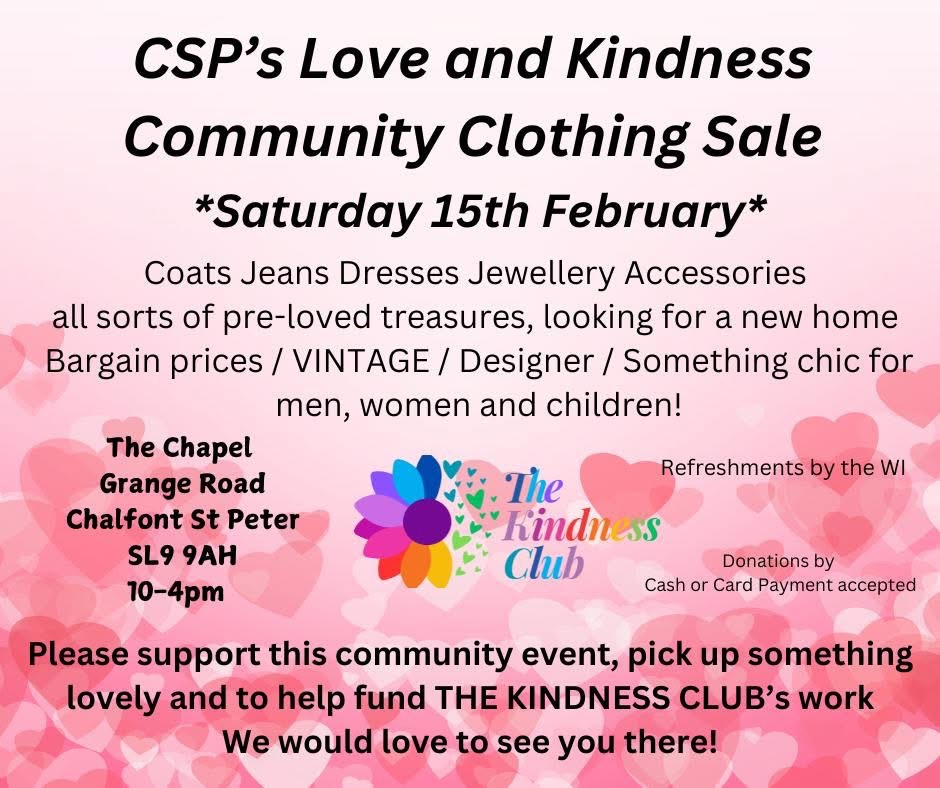 CSP’s Love and Kindness
Community Clothing Sale
*Saturday 15th February*
Coats Jeans Dresses Jewellery Accessories
all sorts of pre-loved treasures, looking for a new home
Bargain prices / VINTAGE / Designer / Something chic for
men, women and children!
The Chapel
Grange Road
Chalfont St Peter
SL9 9AH
10-4pm
The
Kindness
Club
Refreshments by the WI
Donations by
Cash or Card Payment accepted
Please support this community event, pick up something
lovely and to help fund THE KINDNESS CLUB’s work
We would love to see you there!